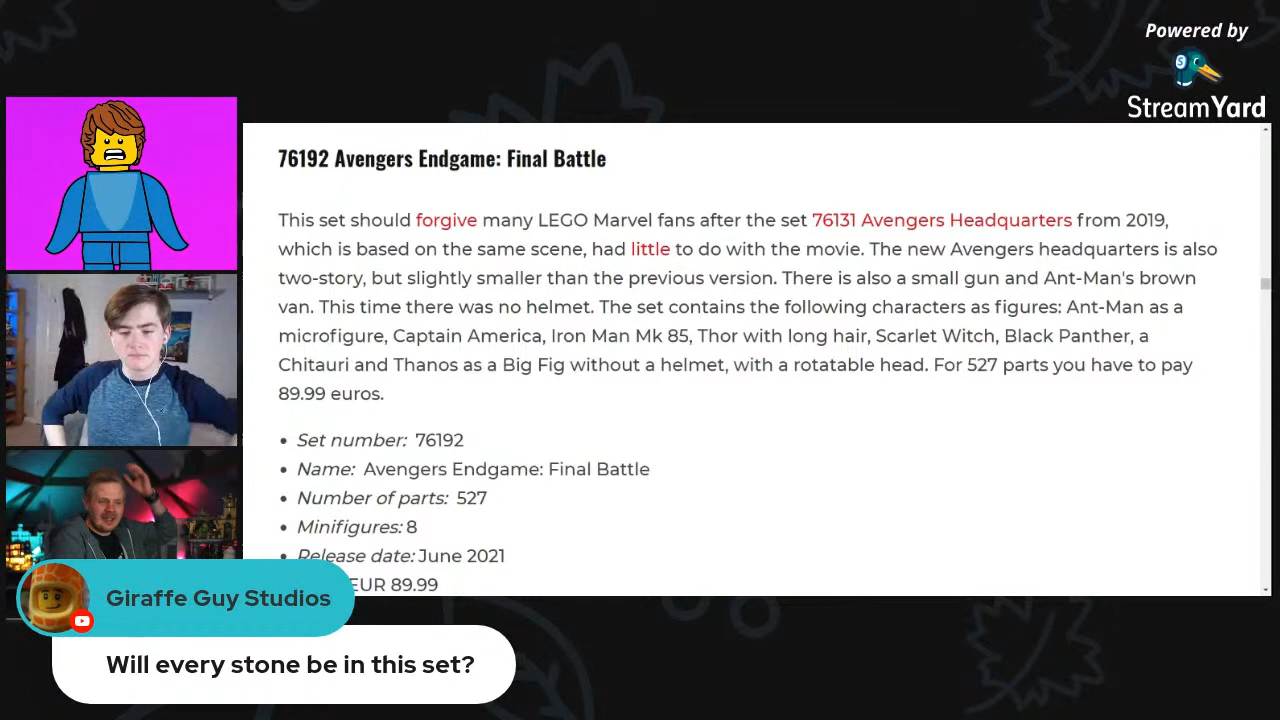 Powered by
StreamYard
76192 Avengers Endgame: Final Battle
This set should forgive many LEGO Marvel fans after the set 76131 Avengers Headquarters from 2019,
which is based on the same scene, had little to do with the movie. The new Avengers headquarters is also
two-story, but slightly smaller than the previous version. There is also a small gun and Ant-Man's brown
van. This time there was no helmet. The set contains the following characters as figures: Ant-Man as a
microfigure, Captain America, Iron Man Mk 85, Thor with long hair, Scarlet Witch, Black Panther, a
Chitauri and Thanos as a Big Fig without a helmet, with a rotatable head. For 527 parts you have to pay
89.99 euros.
• Set number: 76192
• Name: Avengers Endgame: Final Battle
• Number of parts: 527
• Minifigures: 8
• Release date: June 2021
EUR 89.99
Giraffe Guy Studios
Will every stone be in this set?